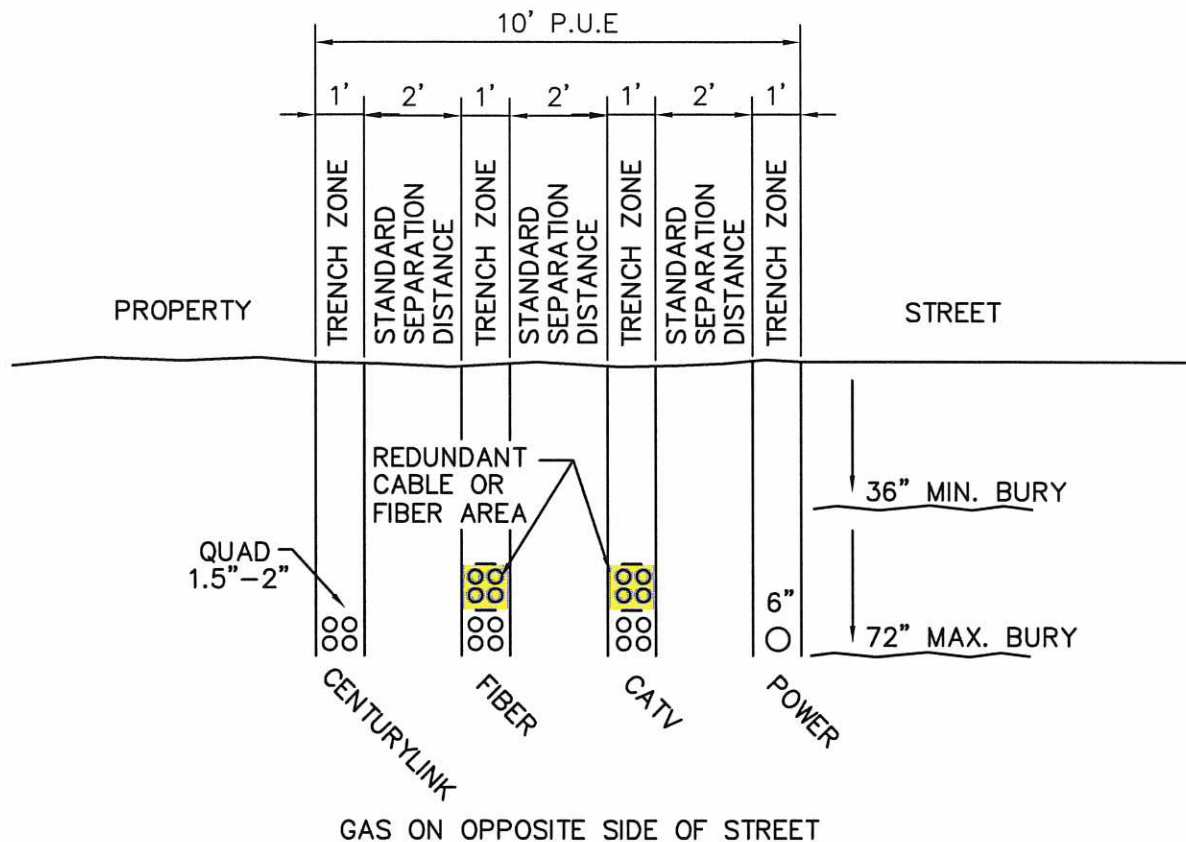 10' P.U.E
1' 2' 1' 2' 1' 2' 1'
TRENCH ZONE
STANDARD
SEPARATION
DISTANCE
TRENCH ZONE
STANDARD
SEPARATION
DISTANCE
TRENCH ZONE
STANDARD
SEPARATION
DISTANCE
TRENCH ZONE
PROPERTY
STREET
REDUNDANT
CABLE OR
FIBER AREA
36" MIN. BURY
QUAD
1.5"-2"
6"
72" MAX. BURY
CENTURYLINK
FIBER
CATV
POWER
GAS ON OPPOSITE SIDE OF STREET